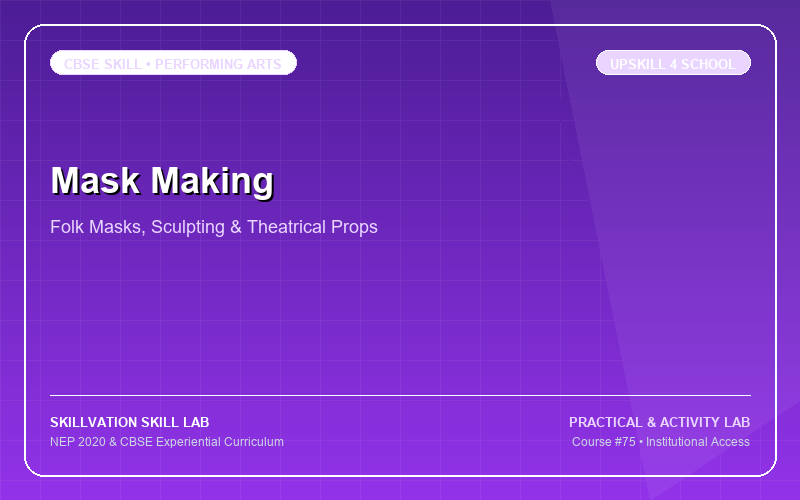 CBSE SKILL • PERFORMING ARTS
UPSKILL 4 SCHOOL
Mask Making
Folk Masks, Sculpting & Theatrical Props
SKILLVATION SKILL LAB
NEP 2020 & CBSE Experiential Curriculum
PRACTICAL & ACTIVITY LAB
Course #75 • Institutional Access